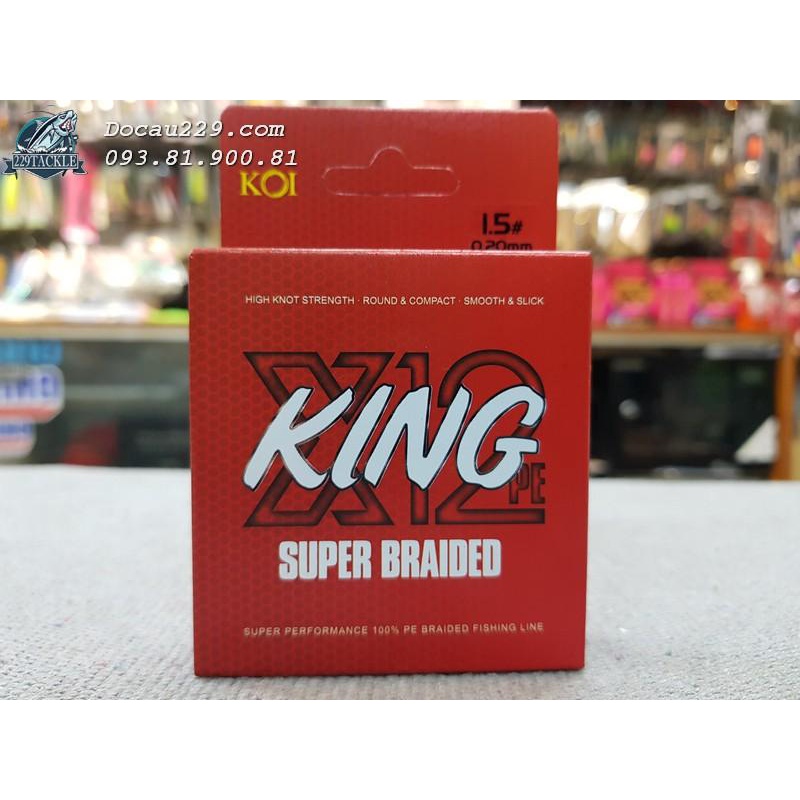 Docau229.com
093.81.900.81
229TACKLE
KOI
1.5#
0.20mm
HIGH KNOT STRENGTH · ROUND & COMPACT · SMOOTH & SLICK
X12
KING
PE
SUPER BRAIDED
SUPER PERFORMANCE 100% PE BRAIDED FISHING LINE